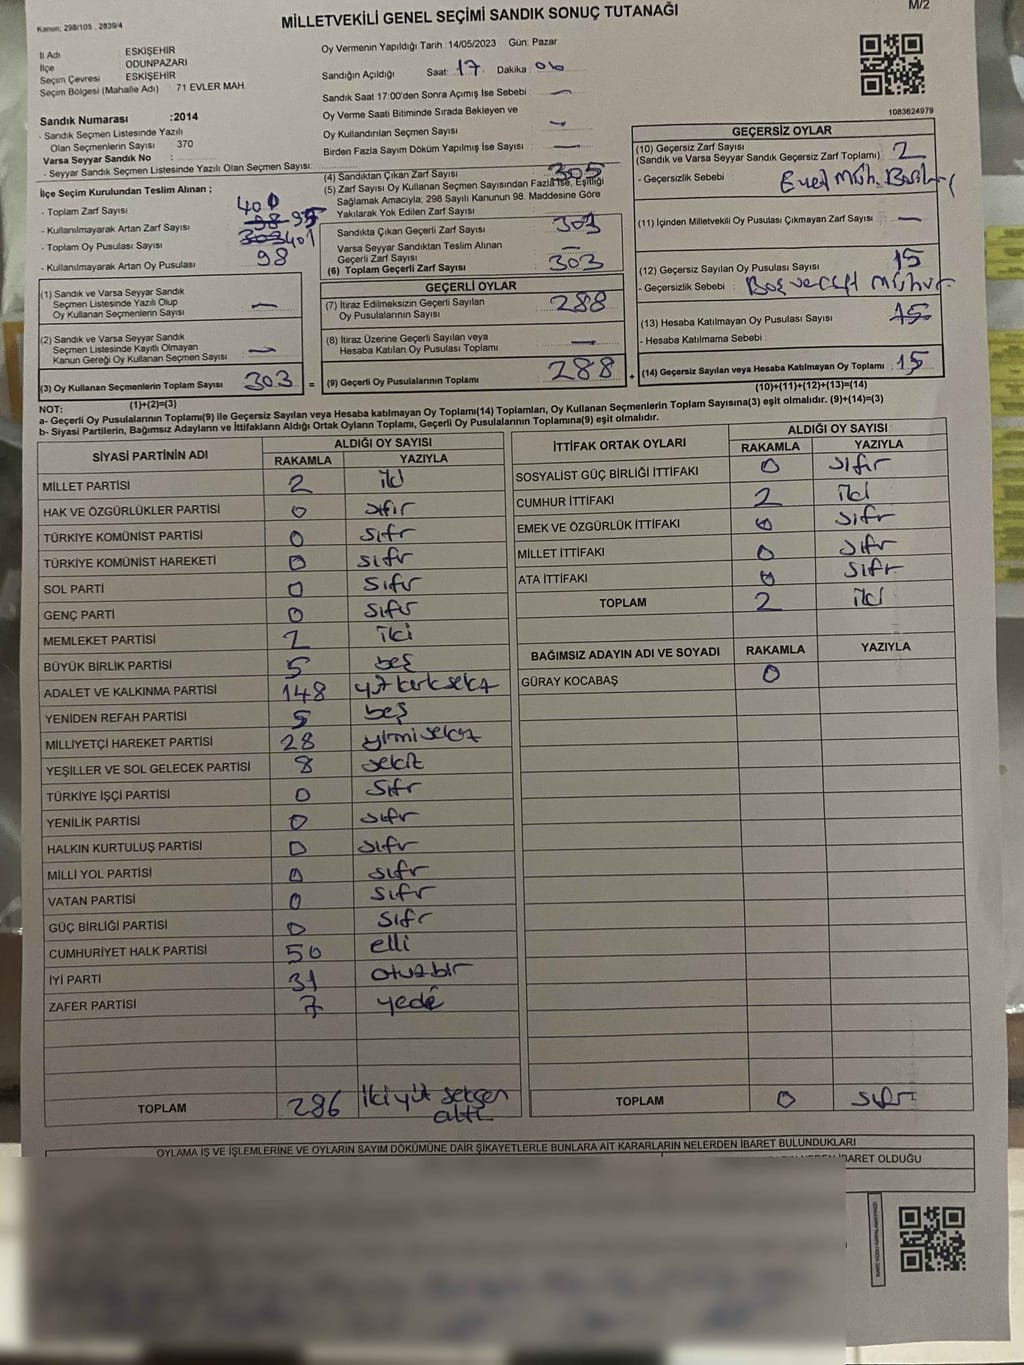 M/2
Kanun: 298/105 , 2839/4
MİLLETVEKİLİ GENEL SEÇİMİ SANDIK SONUÇ TUTANAĞI
İl Adı ESKİŞEHİR
İlçe ODUNPAZARI
Seçim Çevresi ESKİŞEHİR
Seçim Bölgesi (Mahalle Adı) 71 EVLER MAH.
Sandık Numarası :2014
- Sandık Seçmen Listesinde Yazılı
Olan Seçmenlerin Sayısı 370
Varsa Seyyar Sandık No :
- Seyyar Sandık Seçmen Listesinde Yazılı Olan Seçmen Sayısı:
İlçe Seçim Kurulundan Teslim Alınan ;
- Toplam Zarf Sayısı 400
- Kullanılmayarak Artan Zarf Sayısı 98 95
- Toplam Oy Pusulası Sayısı 303 401
- Kullanılmayarak Artan Oy Pusulası 98
(1) Sandık ve Varsa Seyyar Sandık
Seçmen Listesinde Yazılı Olup
Oy Kullanan Seçmenlerin Sayısı —
(2) Sandık ve Varsa Seyyar Sandık
Seçmen Listesinde Kayıtlı Olmayan
Kanun Gereği Oy Kullanan Seçmen Sayısı —
(3) Oy Kullanan Seçmenlerin Toplam Sayısı 303 =
(1)+(2)=(3)
Oy Vermenin Yapıldığı Tarih :14/05/2023 Gün: Pazar
Sandığın Açıldığı Saat: 17 Dakika 06
Sandık Saat 17:00'den Sonra Açımış İse Sebebi —
Oy Verme Saati Bitiminde Sırada Bekleyen ve
Oy Kullandırılan Seçmen Sayısı —
Birden Fazla Sayım Döküm Yapılmış İse Sayısı —
(4) Sandıktan Çıkan Zarf Sayısı 305
(5) Zarf Sayısı Oy Kullanan Seçmen Sayısından Fazla İse, Eşitliği
Sağlamak Amacıyla; 298 Sayılı Kanunun 98. Maddesine Göre
Yakılarak Yok Edilen Zarf Sayısı
Sandıkta Çıkan Geçerli Zarf Sayısı 303
Varsa Seyyar Sandıktan Teslim Alınan
Geçerli Zarf Sayısı —
(6) Toplam Geçerli Zarf Sayısı 303
GEÇERLİ OYLAR
(7) İtiraz Edilmeksizin Geçerli Sayılan
Oy Pusulalarının Sayısı 288
(8) İtiraz Üzerine Geçerli Sayılan veya
Hesaba Katılan Oy Pusulası Toplamı —
(9) Geçerli Oy Pusulalarının Toplamı 288 +
1083624979
GEÇERSİZ OYLAR
(10) Geçersiz Zarf Sayısı
(Sandık ve Varsa Seyyar Sandık Geçersiz Zarf Toplamı) 2
- Geçersizlik Sebebi
(11) İçinden Milletvekili Oy Pusulası Çıkmayan Zarf Sayısı —
(12) Geçersiz Sayılan Oy Pusulası Sayısı 15
- Geçersizlik Sebebi : Boş ve Çift Mühür
(13) Hesaba Katılmayan Oy Pusulası Sayısı 15
- Hesaba Katılmama Sebebi :
(14) Geçersiz Sayılan veya Hesaba Katılmayan Oy Toplamı 15
(10)+(11)+(12)+(13)=(14)
NOT:
a- Geçerli Oy Pusulalarının Toplamı(9) ile Geçersiz Sayılan veya Hesaba katılmayan Oy Toplamı(14) Toplamları, Oy Kullanan Seçmenlerin Toplam Sayısına(3) eşit olmalıdır. (9)+(14)=(3)
b- Siyasi Partilerin, Bağımsız Adayların ve İttifakların Aldığı Ortak Oyların Toplamı, Geçerli Oy Pusulalarının Toplamına(9) eşit olmalıdır.
SİYASİ PARTİNİN ADI ALDIĞI OY SAYISI
RAKAMLA YAZIYLA
MİLLET PARTİSİ 2 iki
HAK VE ÖZGÜRLÜKLER PARTİSİ 0 sıfır
TÜRKİYE KOMÜNİST PARTİSİ 0 sıfır
TÜRKİYE KOMÜNİST HAREKETİ 0 sıfır
SOL PARTİ 0 sıfır
GENÇ PARTİ 0 sıfır
MEMLEKET PARTİSİ 2 iki
BÜYÜK BİRLİK PARTİSİ 5 beş
ADALET VE KALKINMA PARTİSİ 148 yüz kırk sekiz
YENİDEN REFAH PARTİSİ 5 beş
MİLLİYETÇİ HAREKET PARTİSİ 28 yirmi sekiz
YEŞİLLER VE SOL GELECEK PARTİSİ 8 sekiz
TÜRKİYE İŞÇİ PARTİSİ 0 sıfır
YENİLİK PARTİSİ 0 sıfır
HALKIN KURTULUŞ PARTİSİ 0 sıfır
MİLLİ YOL PARTİSİ 0 sıfır
VATAN PARTİSİ 0 sıfır
GÜÇ BİRLİĞİ PARTİSİ 0 sıfır
CUMHURİYET HALK PARTİSİ 50 elli
İYİ PARTİ 31 otuz bir
ZAFER PARTİSİ 7 yedi
TOPLAM 286 iki yüz seksen
altı
İTTİFAK ORTAK OYLARI ALDIĞI OY SAYISI
RAKAMLA YAZIYLA
SOSYALİST GÜÇ BİRLİĞİ İTTİFAKI 0 sıfır
CUMHUR İTTİFAKI 2 iki
EMEK VE ÖZGÜRLÜK İTTİFAKI 0 sıfır
MİLLET İTTİFAKI 0 sıfır
ATA İTTİFAKI 0 sıfır
TOPLAM 2 iki
BAĞIMSIZ ADAYIN ADI VE SOYADI RAKAMLA YAZIYLA
GÜRAY KOCABAŞ 0
TOPLAM 0 sıfır
OYLAMA İŞ VE İŞLEMLERİNE VE OYLARIN SAYIM DÖKÜMÜNE DAİR ŞİKAYETLERLE BUNLARA AİT KARARLARIN NELERDEN İBARET BULUNDUKLARI
İBARET OLDUĞU